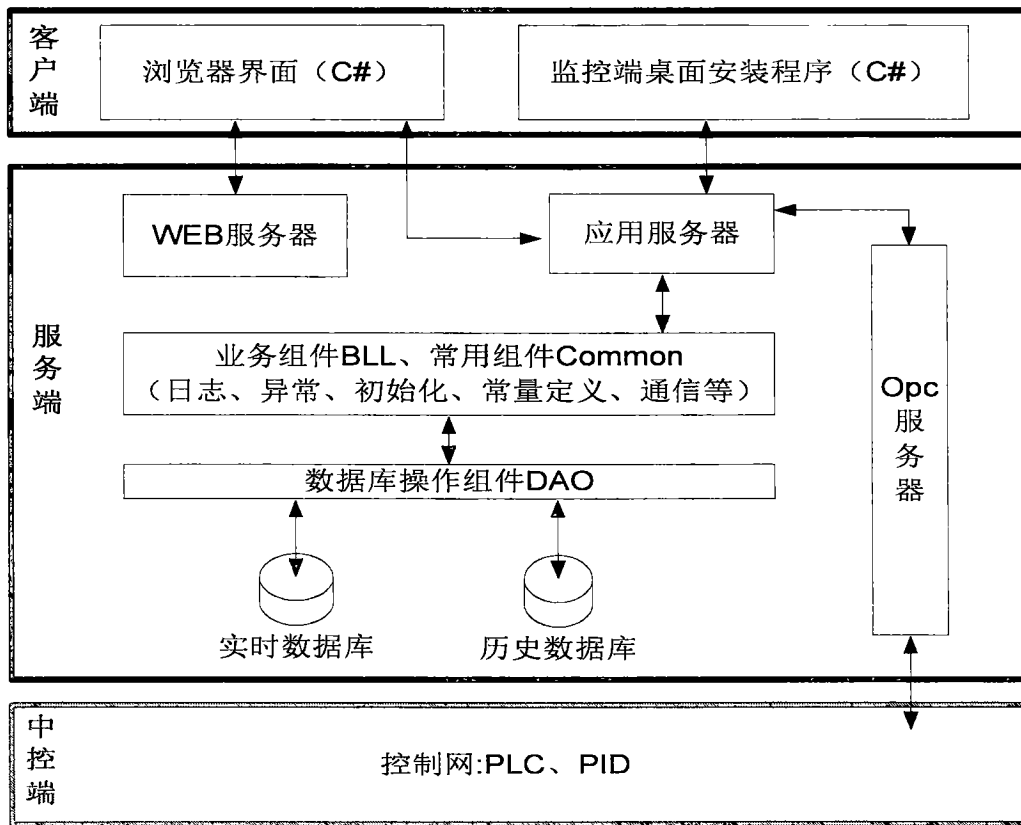 客户端
浏览器界面（C#）
监控端桌面安装程序（C#）
服务端
WEB服务器
应用服务器
业务组件BLL、常用组件Common
（日志、异常、初始化、常量定义、通信等）
Opc服务器
数据库操作组件DAO
实时数据库
历史数据库
中控端
控制网:PLC、PID